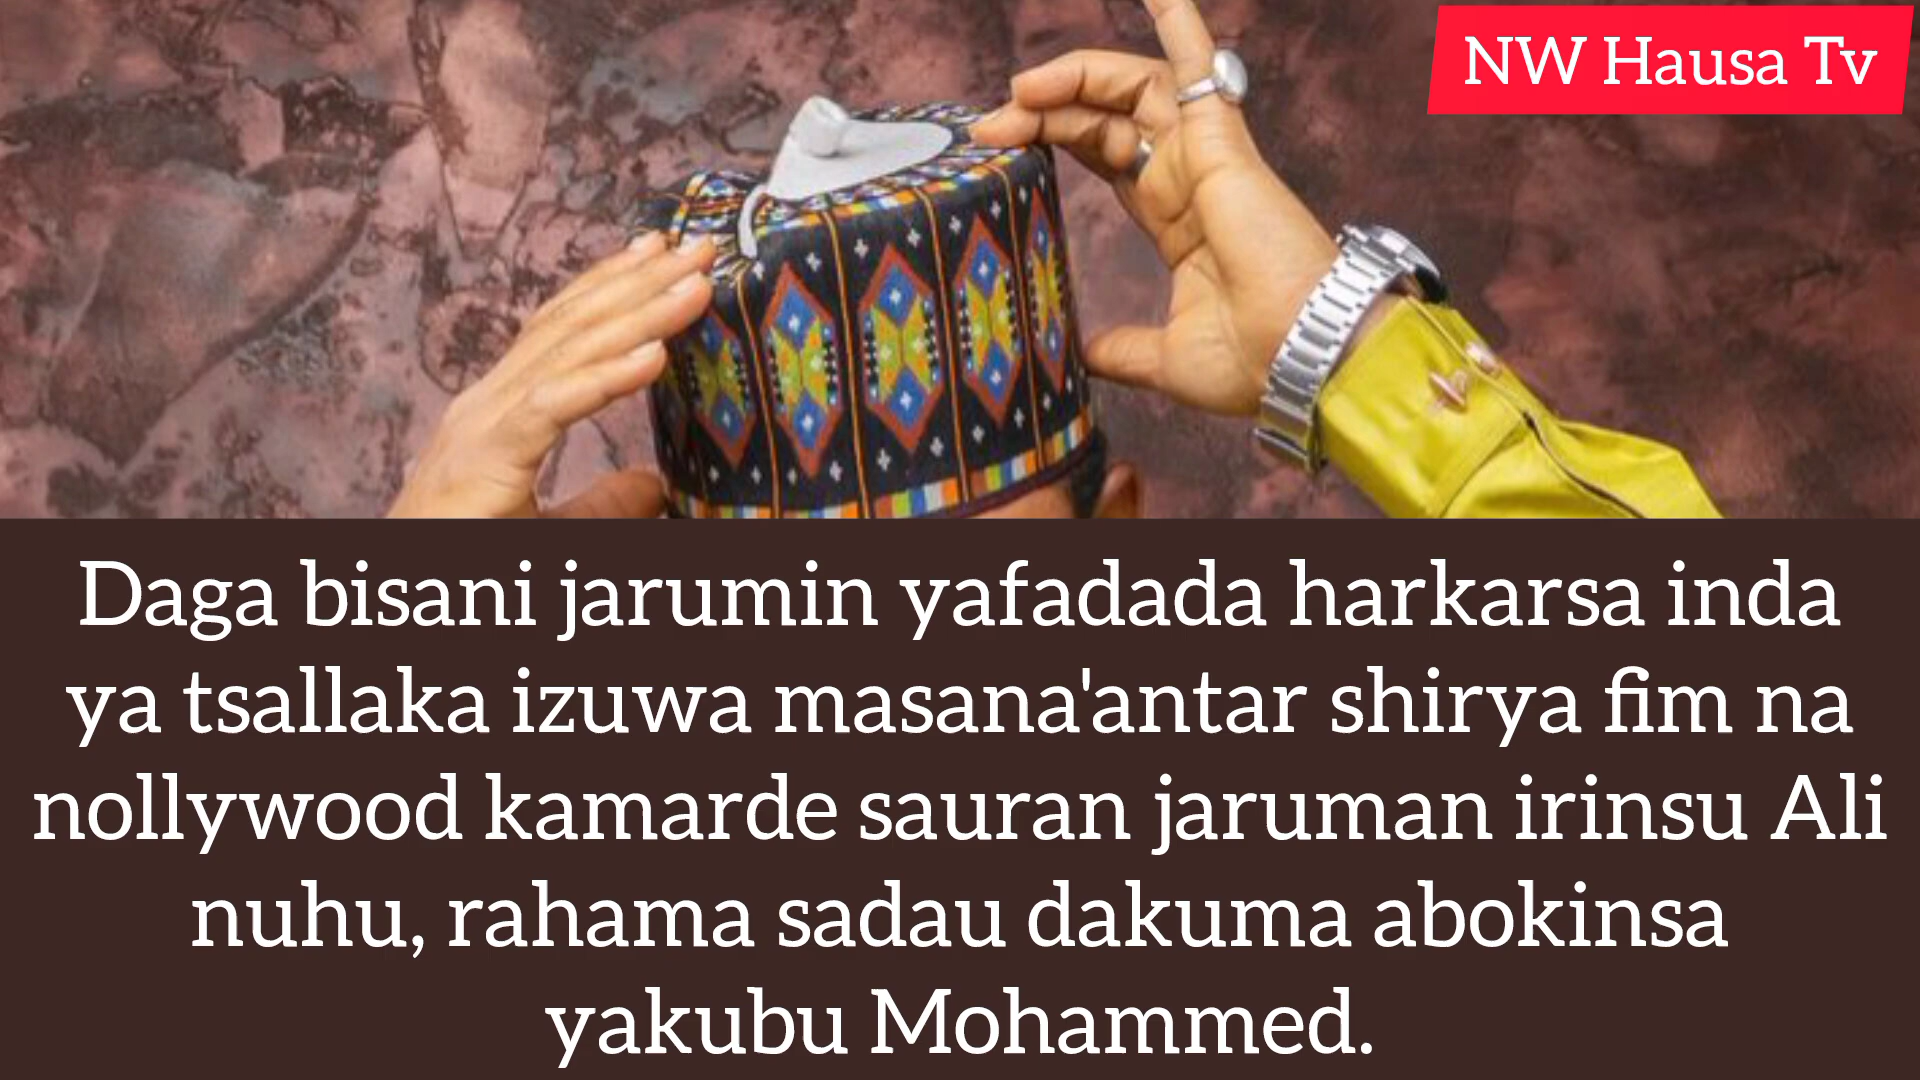 NW Hausa Tv
Daga bisani jarumin yafadada harkarsa inda
ya tsallaka izuwa masana'antar shirya fim na
nollywood kamarde sauran jaruman irinsu Ali
nuhu, rahama sadau dakuma abokinsa
yakubu Mohammed.